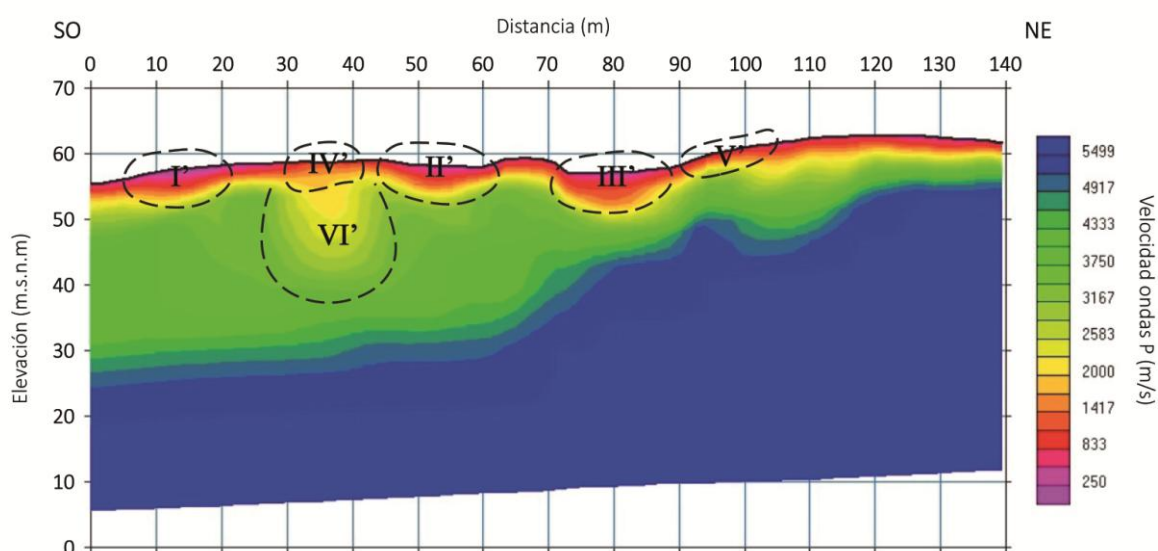 SO
Distancia (m)
NE
0 10 20 30 40 50 60 70 80 90 100 110 120 130 140
70
60
50
40
30
20
10
0
Elevación (m.s.n.m)
I’
IV’
II’
III’
V’
VI’
5499
4917
4333
3750
3167
2583
2000
1417
833
250
Velocidad ondas P (m/s)